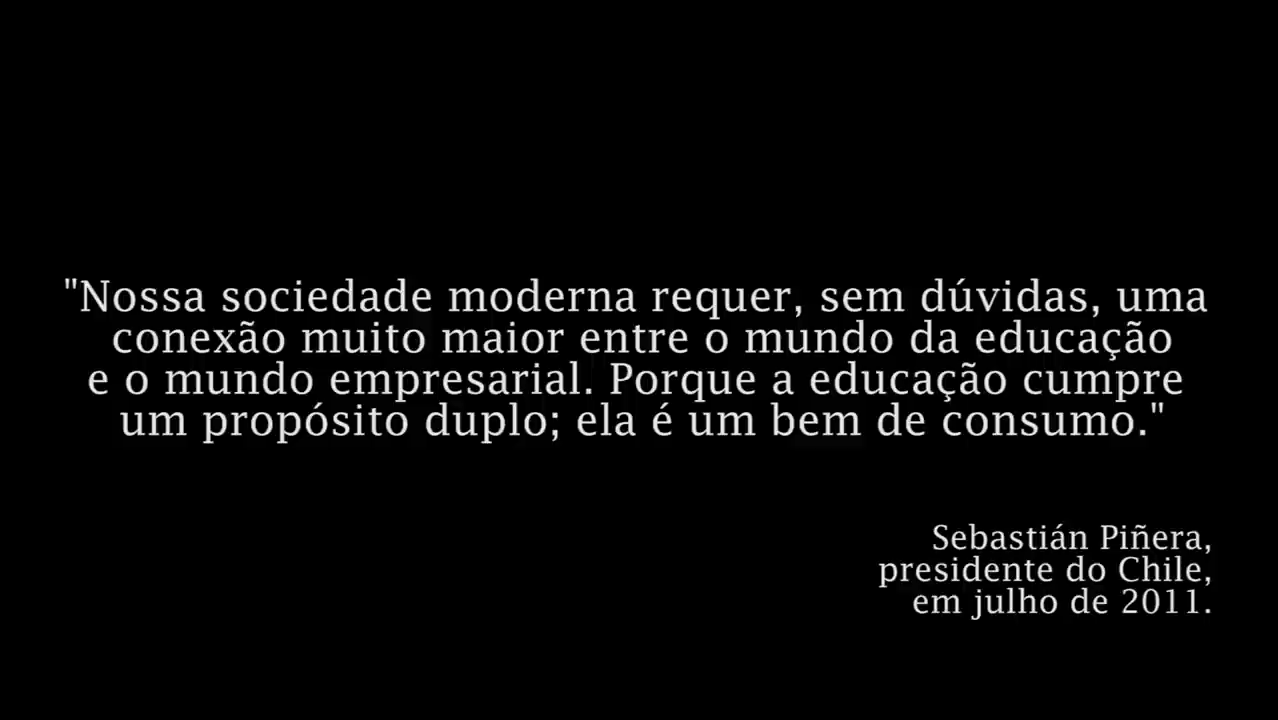 "Nossa sociedade moderna requer, sem dúvidas, uma
conexão muito maior entre o mundo da educação
e o mundo empresarial. Porque a educação cumpre
um propósito duplo; ela é um bem de consumo."
Sebastián Piñera,
presidente do Chile,
em julho de 2011.